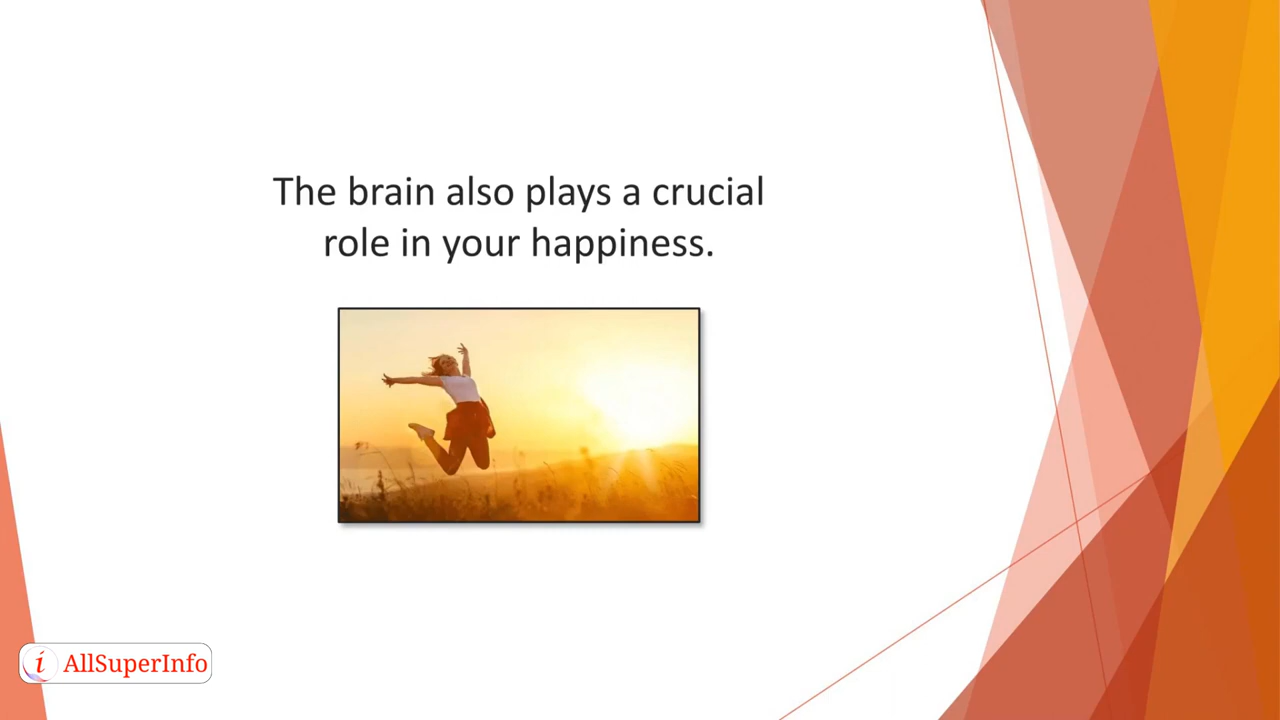 The brain also plays a crucial
role in your happiness.
i AllSuperInfo